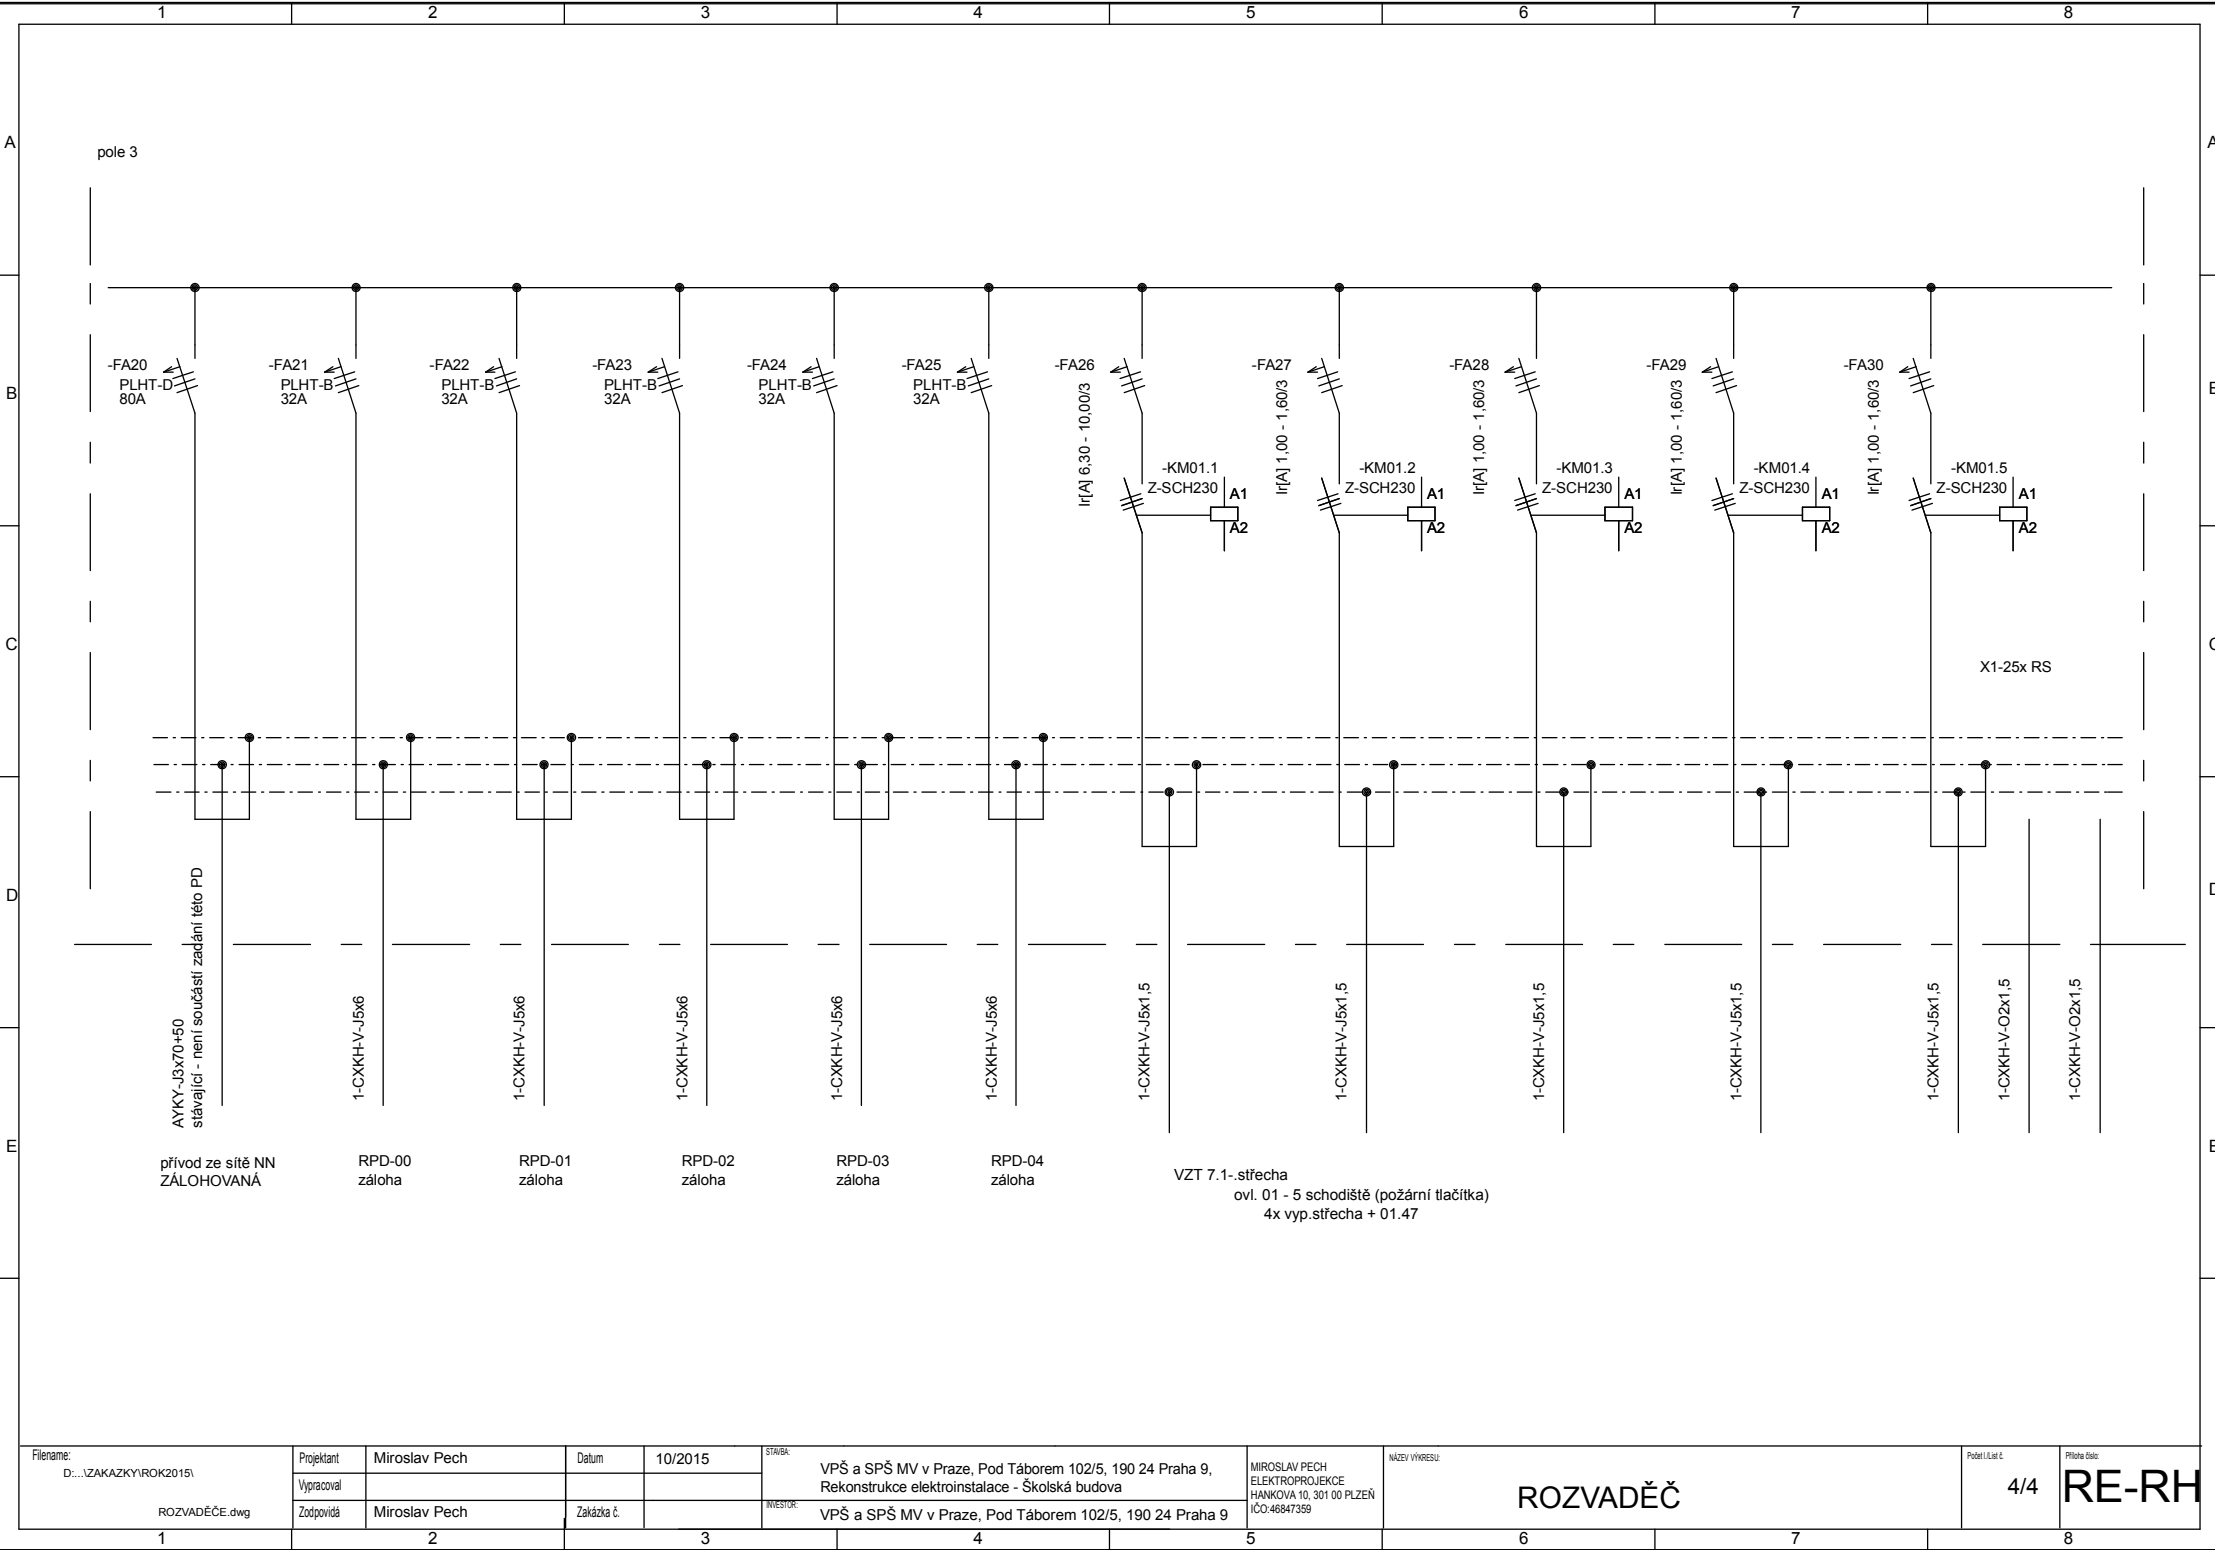 1 2 3 4 5 6 7 8
A
A
pole 3
B
-FA20
PLHT-D
80A
-FA21
PLHT-B
32A
-FA22
PLHT-B
32A
-FA23
PLHT-B
32A
-FA24
PLHT-B
32A
-FA25
PLHT-B
32A
-FA26
Ir[A] 6,30 - 10,00/3
-FA27
Ir[A] 1,00 - 1,60/3
-FA28
Ir[A] 1,00 - 1,60/3
-FA29
Ir[A] 1,00 - 1,60/3
-FA30
Ir[A] 1,00 - 1,60/3
-KM01.1
Z-SCH230
A1
A2
-KM01.2
Z-SCH230
A1
A2
-KM01.3
Z-SCH230
A1
A2
-KM01.4
Z-SCH230
A1
A2
-KM01.5
Z-SCH230
A1
A2
C
X1-25x RS
D
AYKY-J3x70+50
stávající - není součástí zadání této PD
1-CXKH-V-J5x6
1-CXKH-V-J5x6
1-CXKH-V-J5x6
1-CXKH-V-J5x6
1-CXKH-V-J5x6
1-CXKH-V-J5x1,5
1-CXKH-V-J5x1,5
1-CXKH-V-J5x1,5
1-CXKH-V-J5x1,5
1-CXKH-V-J5x1,5
1-CXKH-V-O2x1,5
1-CXKH-V-O2x1,5
E
přívod ze sítě NN
ZÁLOHOVANÁ
RPD-00
záloha
RPD-01
záloha
RPD-02
záloha
RPD-03
záloha
RPD-04
záloha
VZT 7.1-.střecha
ovl. 01 - 5 schodiště (požární tlačítka)
4x vyp.střecha + 01.47
Filename:
D:...\ZAKAZKY\ROK2015\
ROZVADĚČE.dwg
Projektant Miroslav Pech
Vypracoval
Zodpovídá Miroslav Pech
Datum 10/2015
Zakázka č.
STAVBA:
VPŠ a SPŠ MV v Praze, Pod Táborem 102/5, 190 24 Praha 9,
Rekonstrukce elektroinstalace - Školská budova
INVESTOR:
VPŠ a SPŠ MV v Praze, Pod Táborem 102/5, 190 24 Praha 9
MIROSLAV PECH
ELEKTROPROJEKCE
HANKOVA 10, 301 00 PLZEŇ
IČO:46847359
NÁZEV VÝKRESU:
ROZVADĚČ
Počet l./List č.
4/4
Příloha číslo:
RE-RH
1 2 3 4 5 6 7 8